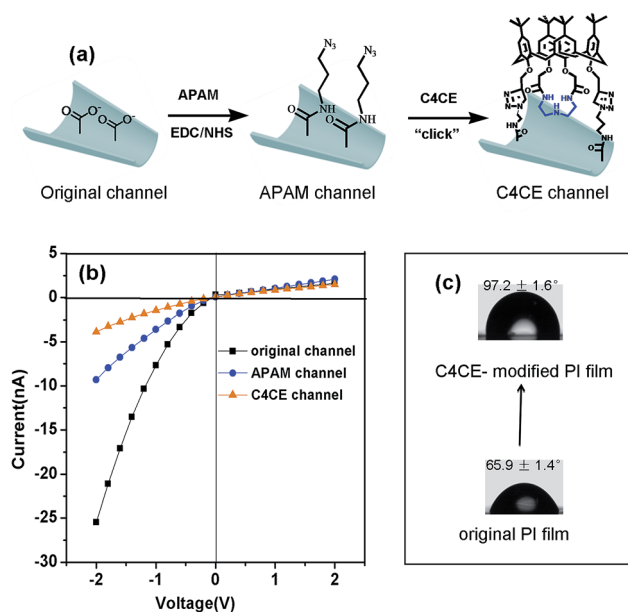 (a)
N₃
N₃
APAM
EDC/NHS
C4CE
"click"
O
O⁻
O
O⁻
O
NH
O
NH
O
O
O
O
O
O
NH
HN
H
N
N
N
N
N
N
N
HN
O
NH
O
Original channel
APAM channel
C4CE channel
(b)
5
0
-5
-10
-15
-20
-25
-30
Current(nA)
original channel
APAM channel
C4CE channel
-2
-1
0
1
2
Voltage(V)
(c)
97.2 ± 1.6°
C4CE- modified PI film
65.9 ± 1.4°
original PI film